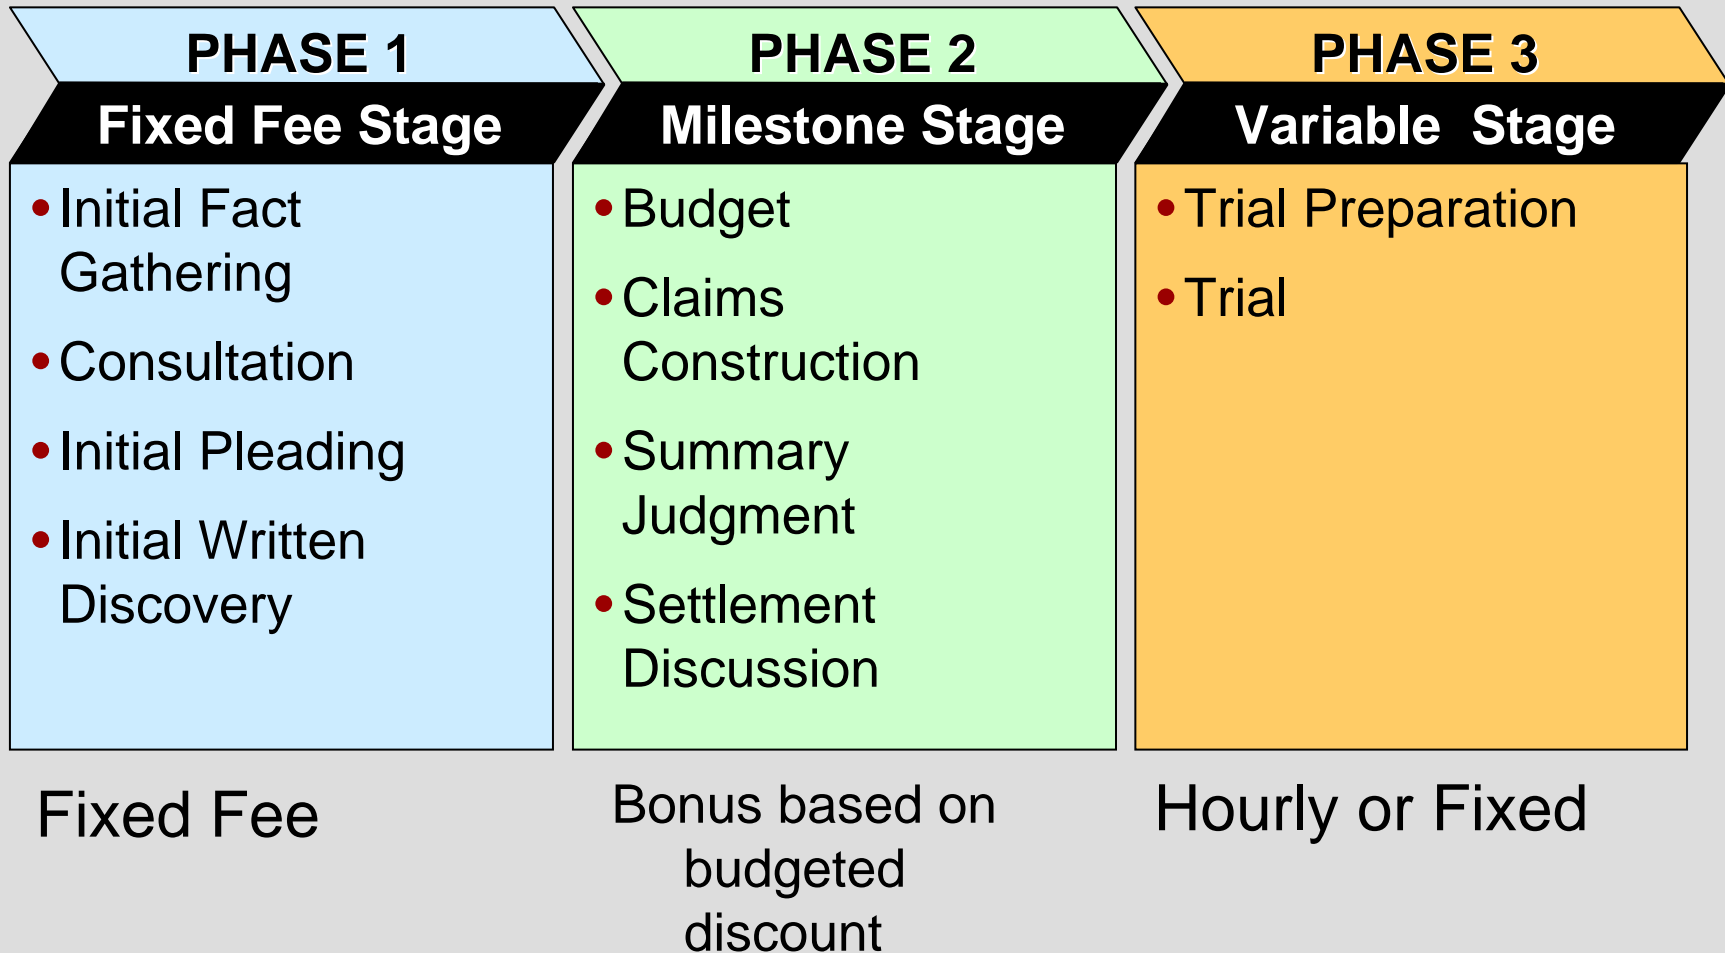 PHASE 1
Fixed Fee Stage
• Initial Fact
Gathering
• Consultation
• Initial Pleading
• Initial Written
Discovery
Fixed Fee
PHASE 2
Milestone Stage
• Budget
• Claims
Construction
• Summary
Judgment
• Settlement
Discussion
Bonus based on
budgeted
discount
PHASE 3
Variable  Stage
• Trial Preparation
• Trial
Hourly or Fixed